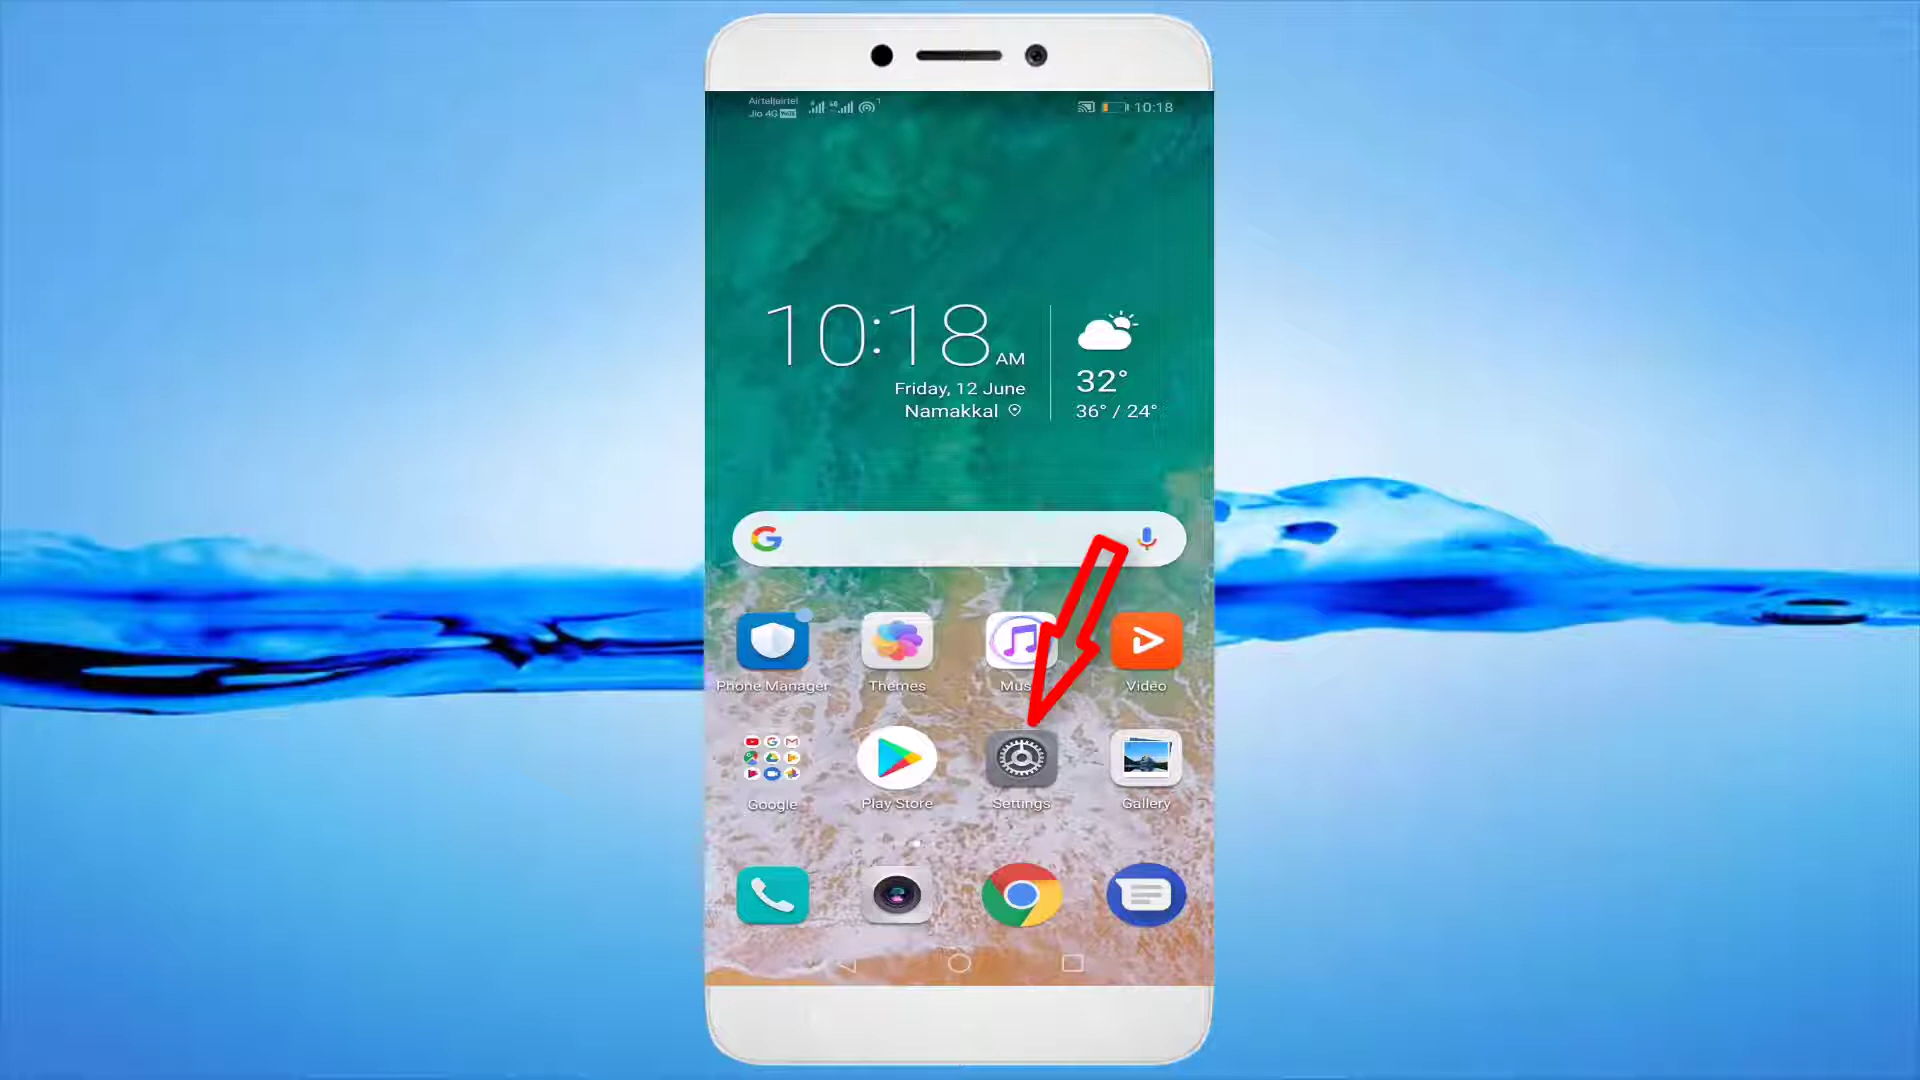 Airtel|airtel
Jio 4G VoLTE
10:18
10:18 AM
Friday, 12 June
Namakkal
32°
36° / 24°
Phone Manager
Themes
Mus
Video
Google
Play Store
Settings
Gallery